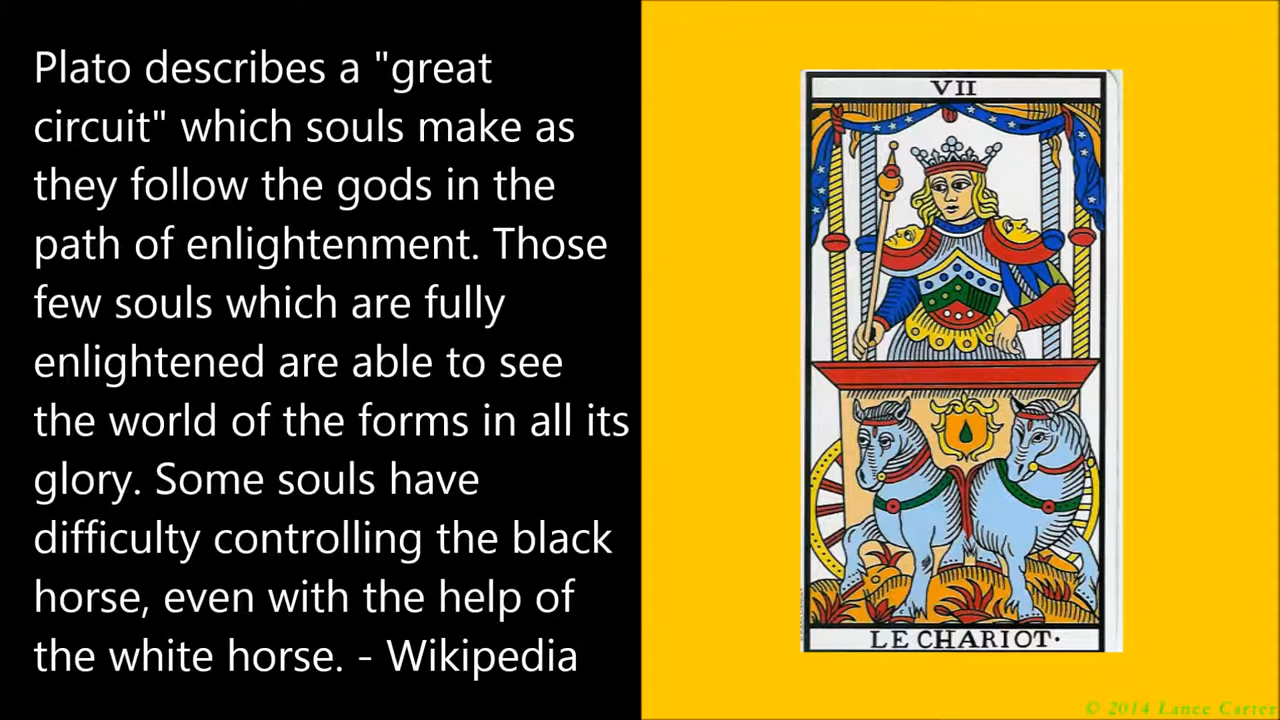 Plato describes a "great
circuit" which souls make as
they follow the gods in the
path of enlightenment. Those
few souls which are fully
enlightened are able to see
the world of the forms in all its
glory. Some souls have
difficulty controlling the black
horse, even with the help of
the white horse. - Wikipedia
VII
LE CHARIOT·
© 2014 Lance Carter